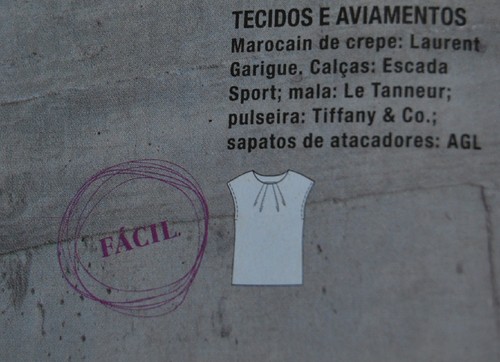 TECIDOS E AVIAMENTOS
Marocain de crepe: Laurent
Garigue. Calças: Escada
Sport; mala: Le Tanneur;
pulseira: Tiffany & Co.;
sapatos de atacadores: AGL
FÁCIL